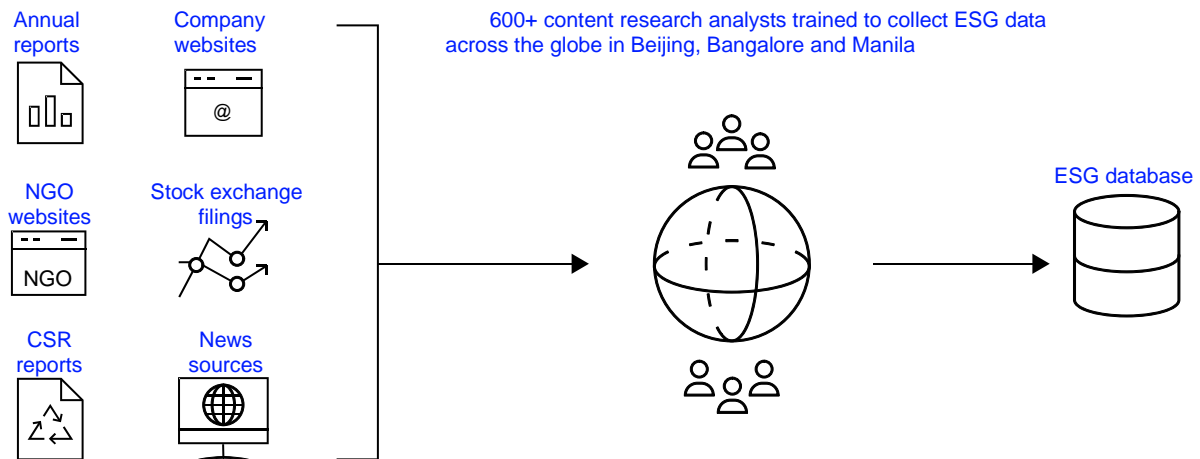 Annual
reports
Company
websites
600+ content research analysts trained to collect ESG data
across the globe in Beijing, Bangalore and Manila
@
NGO
websites
Stock exchange
filings
ESG database
NGO
CSR
reports
News
sources